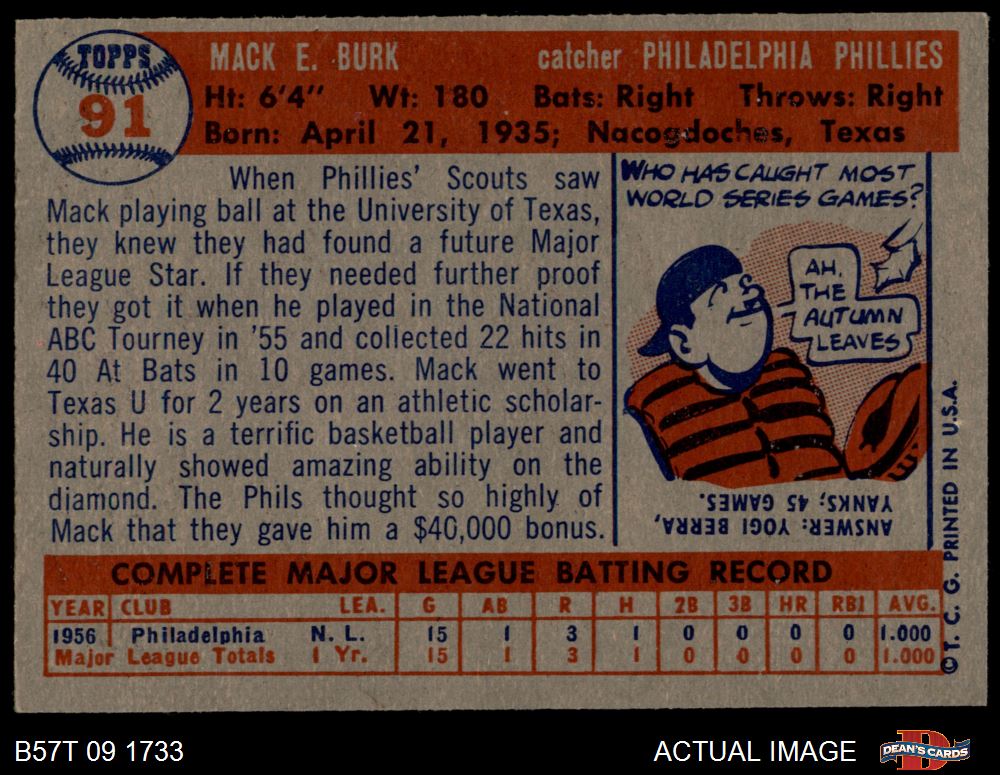 TOPPS
91
MACK E. BURK catcher PHILADELPHIA PHILLIES
Ht: 6'4" Wt: 180 Bats: Right Throws: Right
Born: April 21, 1935; Nacogdoches, Texas
When Phillies' Scouts saw
Mack playing ball at the University of Texas,
they knew they had found a future Major
League Star. If they needed further proof
they got it when he played in the National
ABC Tourney in '55 and collected 22 hits in
40 At Bats in 10 games. Mack went to
Texas U for 2 years on an athletic scholar-
ship. He is a terrific basketball player and
naturally showed amazing ability on the
diamond. The Phils thought so highly of
Mack that they gave him a $40,000 bonus.
WHO HAS CAUGHT MOST
WORLD SERIES GAMES?
AH,
THE
AUTUMN
LEAVES
ANSWER: YOGI BERRA,
YANKS; 45 GAMES.
© T. C. G. PRINTED IN U.S.A.
COMPLETE MAJOR LEAGUE BATTING RECORD
YEAR CLUB LEA. G AB R H 2B 3B HR RBI AVG.
1956 Philadelphia N. L. 15 1 3 1 0 0 0 0 1.000
Major League Totals 1 Yr. 15 1 3 1 0 0 0 0 1.000
B57T 09 1733
ACTUAL IMAGE
D
DEAN'S CARDS